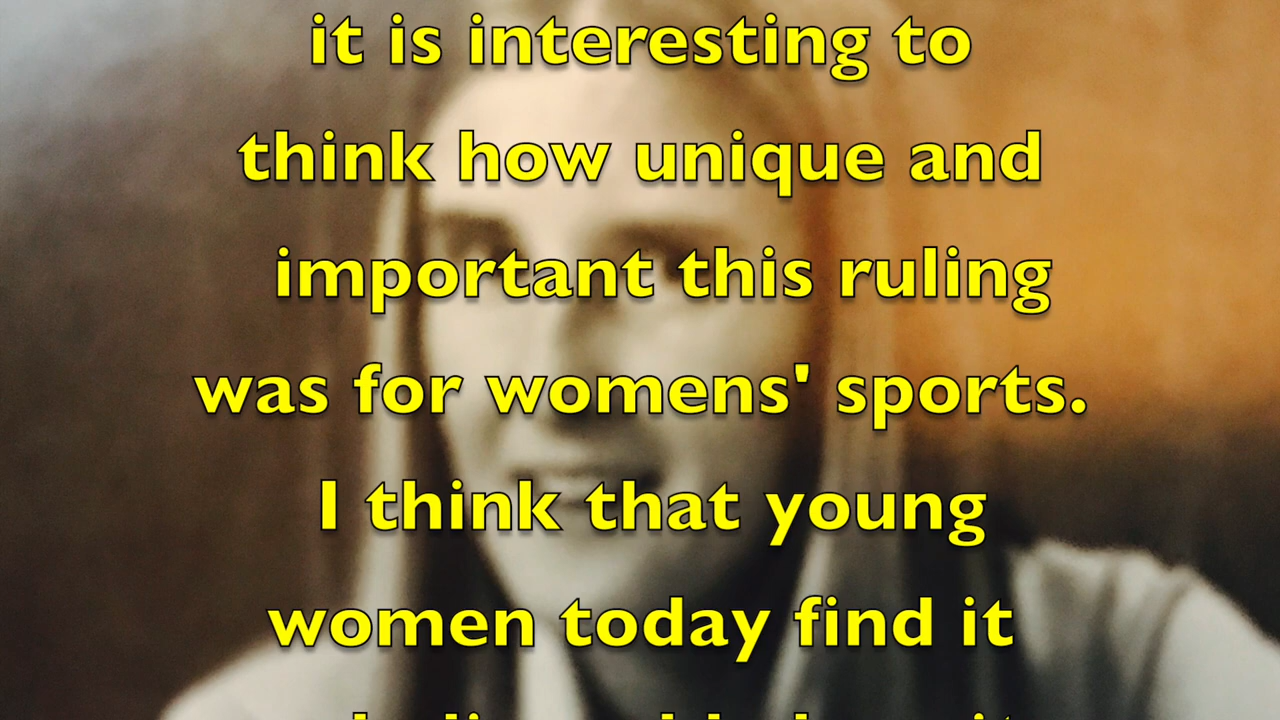 it is interesting to
think how unique and
important this ruling
was for womens' sports.
I think that young
women today find it